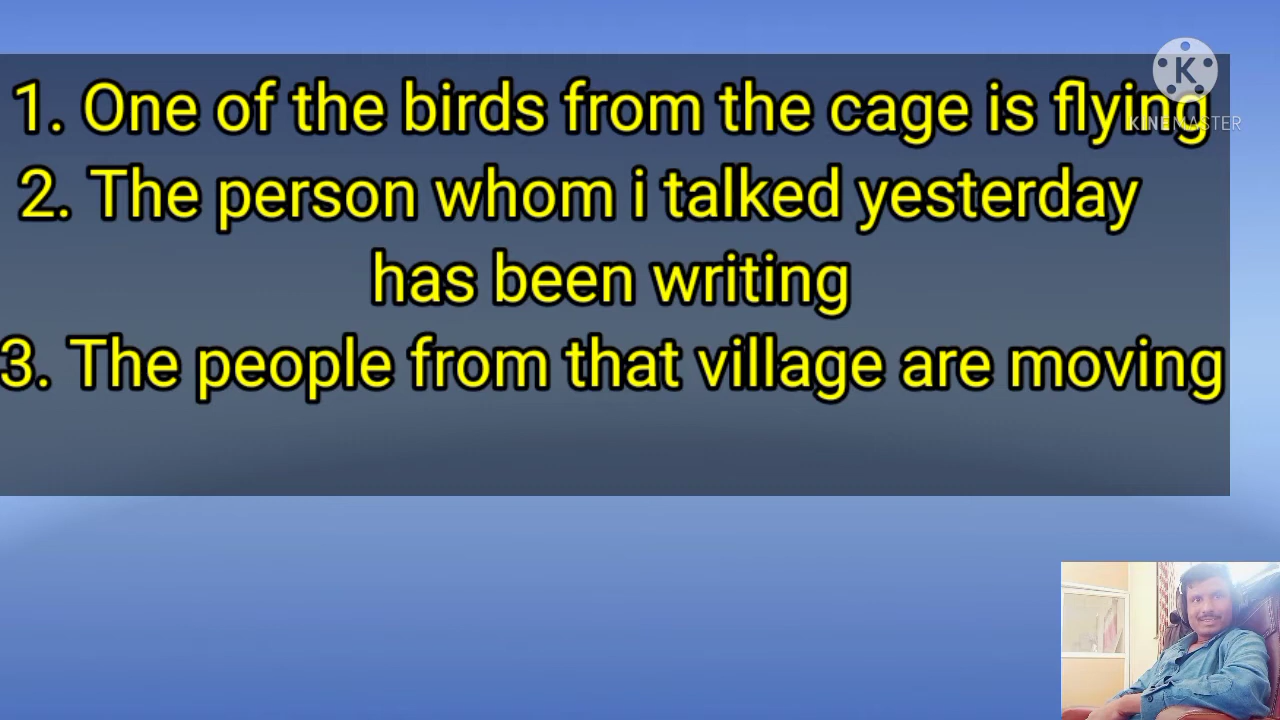 1. One of the birds from the cage is flying
2. The person whom i talked yesterday
has been writing
3. The people from that village are moving
K
KINEMASTER